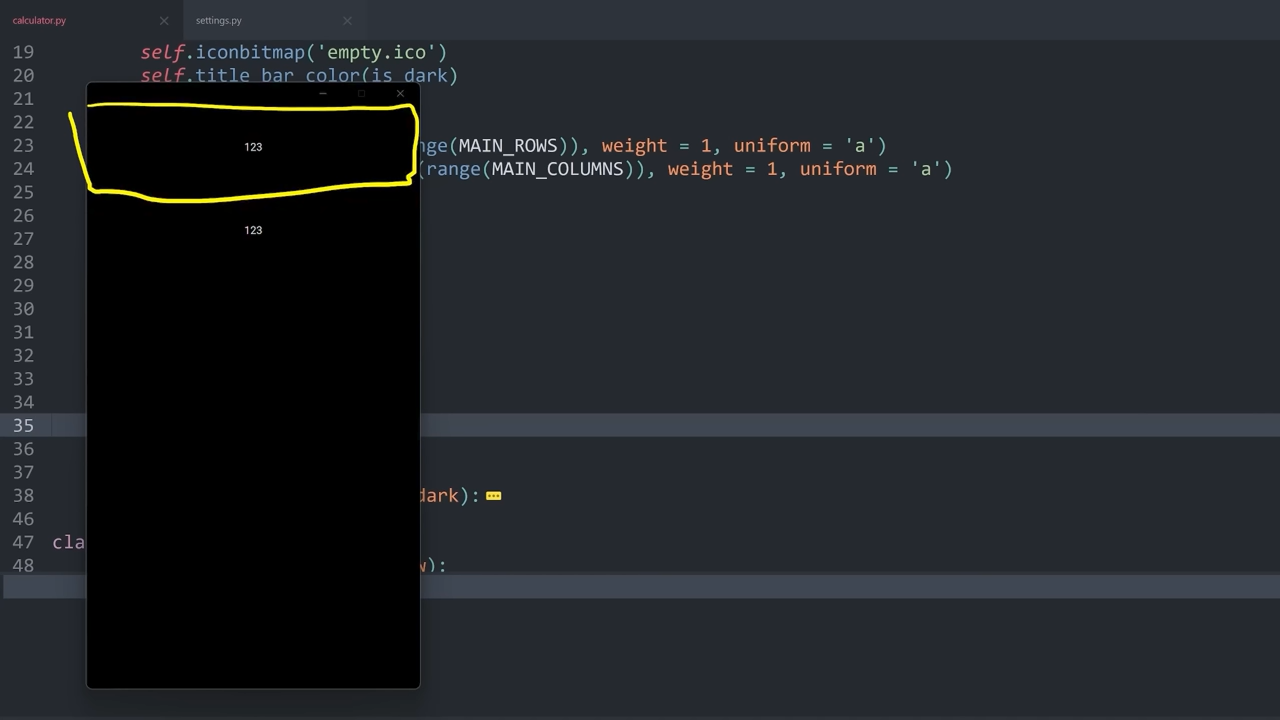 calculator.py
settings.py
19 self.iconbitmap('empty.ico')
20 self.title_bar_color(is_dark)
21
22
23 nge(MAIN_ROWS)), weight = 1, uniform = 'a')
24 (range(MAIN_COLUMNS)), weight = 1, uniform = 'a')
25
26
27
28
29
30
31
32
33
34
35
36
37
38 dark):
46
47 cla
48 w):
123
123